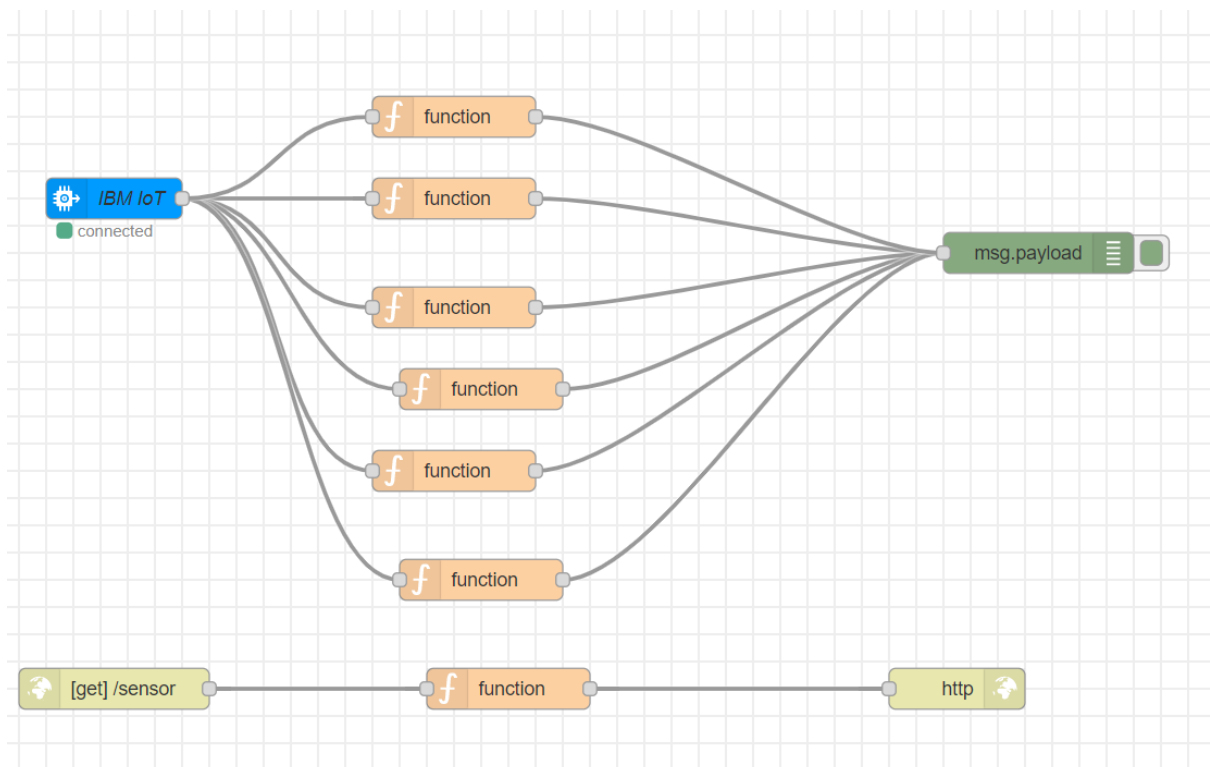 function
IBM IoT
function
connected
msg.payload
function
function
function
function
[get] /sensor
function
http